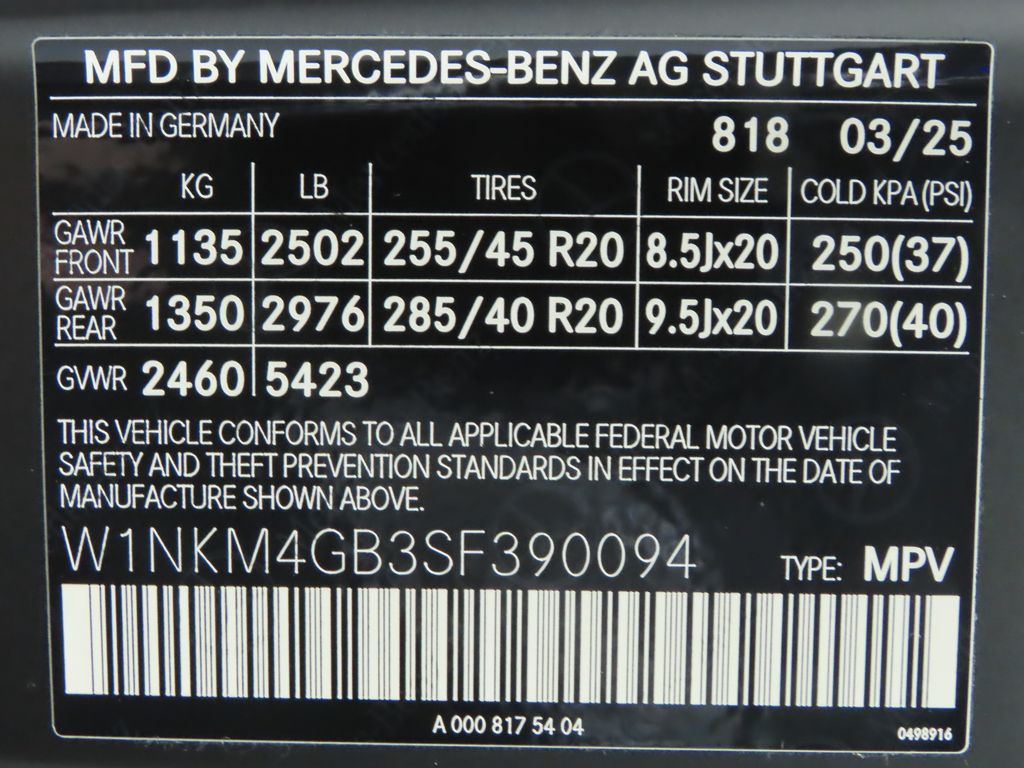 MFD BY MERCEDES-BENZ AG STUTTGART
MADE IN GERMANY 818 03/25
KG LB TIRES RIM SIZE COLD KPA (PSI)
GAWR FRONT 1135 2502 255/45 R20 8.5Jx20 250(37)
GAWR REAR 1350 2976 285/40 R20 9.5Jx20 270(40)
GVWR 2460 5423
THIS VEHICLE CONFORMS TO ALL APPLICABLE FEDERAL MOTOR VEHICLE
SAFETY AND THEFT PREVENTION STANDARDS IN EFFECT ON THE DATE OF
MANUFACTURE SHOWN ABOVE.
W1NKM4GB3SF390094 TYPE: MPV
A 000 817 54 04 0498916